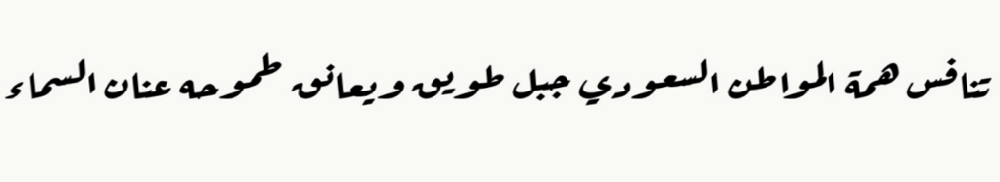 تنافس همة المواطن السعودي جبل طويق ويعانق طموحه عنان السماء